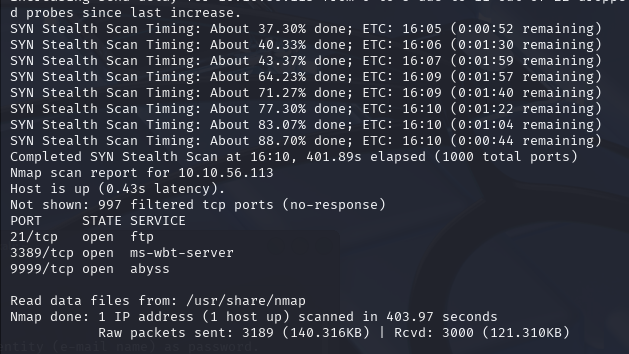 d probes since last increase.
SYN Stealth Scan Timing: About 37.30% done; ETC: 16:05 (0:00:52 remaining)
SYN Stealth Scan Timing: About 40.33% done; ETC: 16:06 (0:01:30 remaining)
SYN Stealth Scan Timing: About 43.37% done; ETC: 16:07 (0:01:59 remaining)
SYN Stealth Scan Timing: About 64.23% done; ETC: 16:09 (0:01:57 remaining)
SYN Stealth Scan Timing: About 71.27% done; ETC: 16:09 (0:01:40 remaining)
SYN Stealth Scan Timing: About 77.30% done; ETC: 16:10 (0:01:22 remaining)
SYN Stealth Scan Timing: About 83.07% done; ETC: 16:10 (0:01:04 remaining)
SYN Stealth Scan Timing: About 88.70% done; ETC: 16:10 (0:00:44 remaining)
Completed SYN Stealth Scan at 16:10, 401.89s elapsed (1000 total ports)
Nmap scan report for 10.10.56.113
Host is up (0.43s latency).
Not shown: 997 filtered tcp ports (no-response)
PORT     STATE SERVICE
21/tcp   open  ftp
3389/tcp open  ms-wbt-server
9999/tcp open  abyss
Read data files from: /usr/share/nmap
Nmap done: 1 IP address (1 host up) scanned in 403.97 seconds
Raw packets sent: 3189 (140.316KB) | Rcvd: 3000 (121.310KB)
entity (e-mail name) as password.